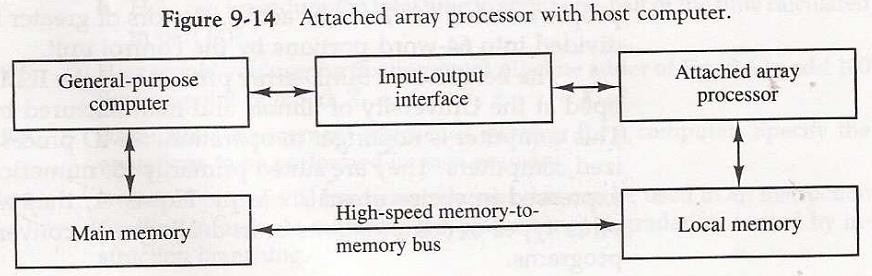 Figure 9-14 Attached array processor with host computer.
General-purpose
computer
Input-output
interface
Attached array
processor
Main memory
High-speed memory-to-
memory bus
Local memory